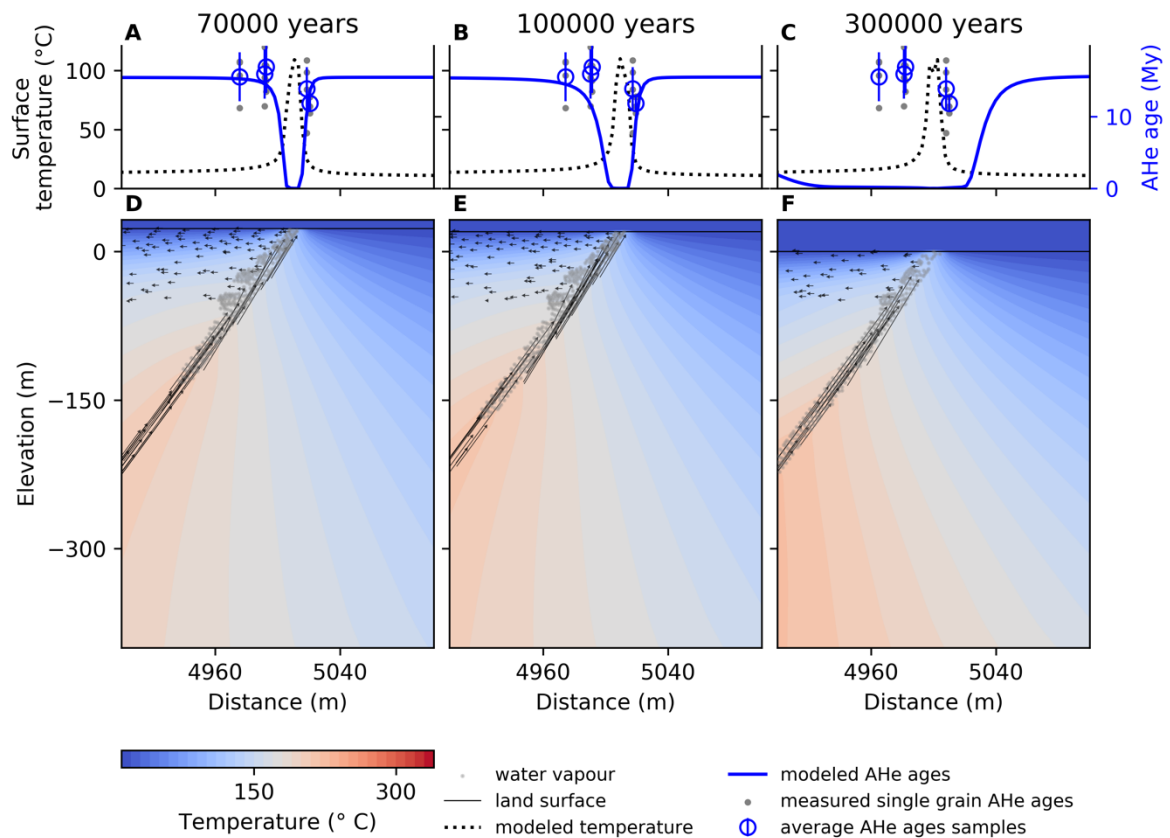 70000 years
100000 years
300000 years
A
B
C
Surface
temperature (°C)
100
50
0
AHe age (My)
10
0
D
E
F
Elevation (m)
0
−150
−300
4960
5040
4960
5040
4960
5040
Distance (m)
Distance (m)
Distance (m)
150
300
Temperature (° C)
water vapour
land surface
modeled temperature
modeled AHe ages
measured single grain AHe ages
average AHe ages samples